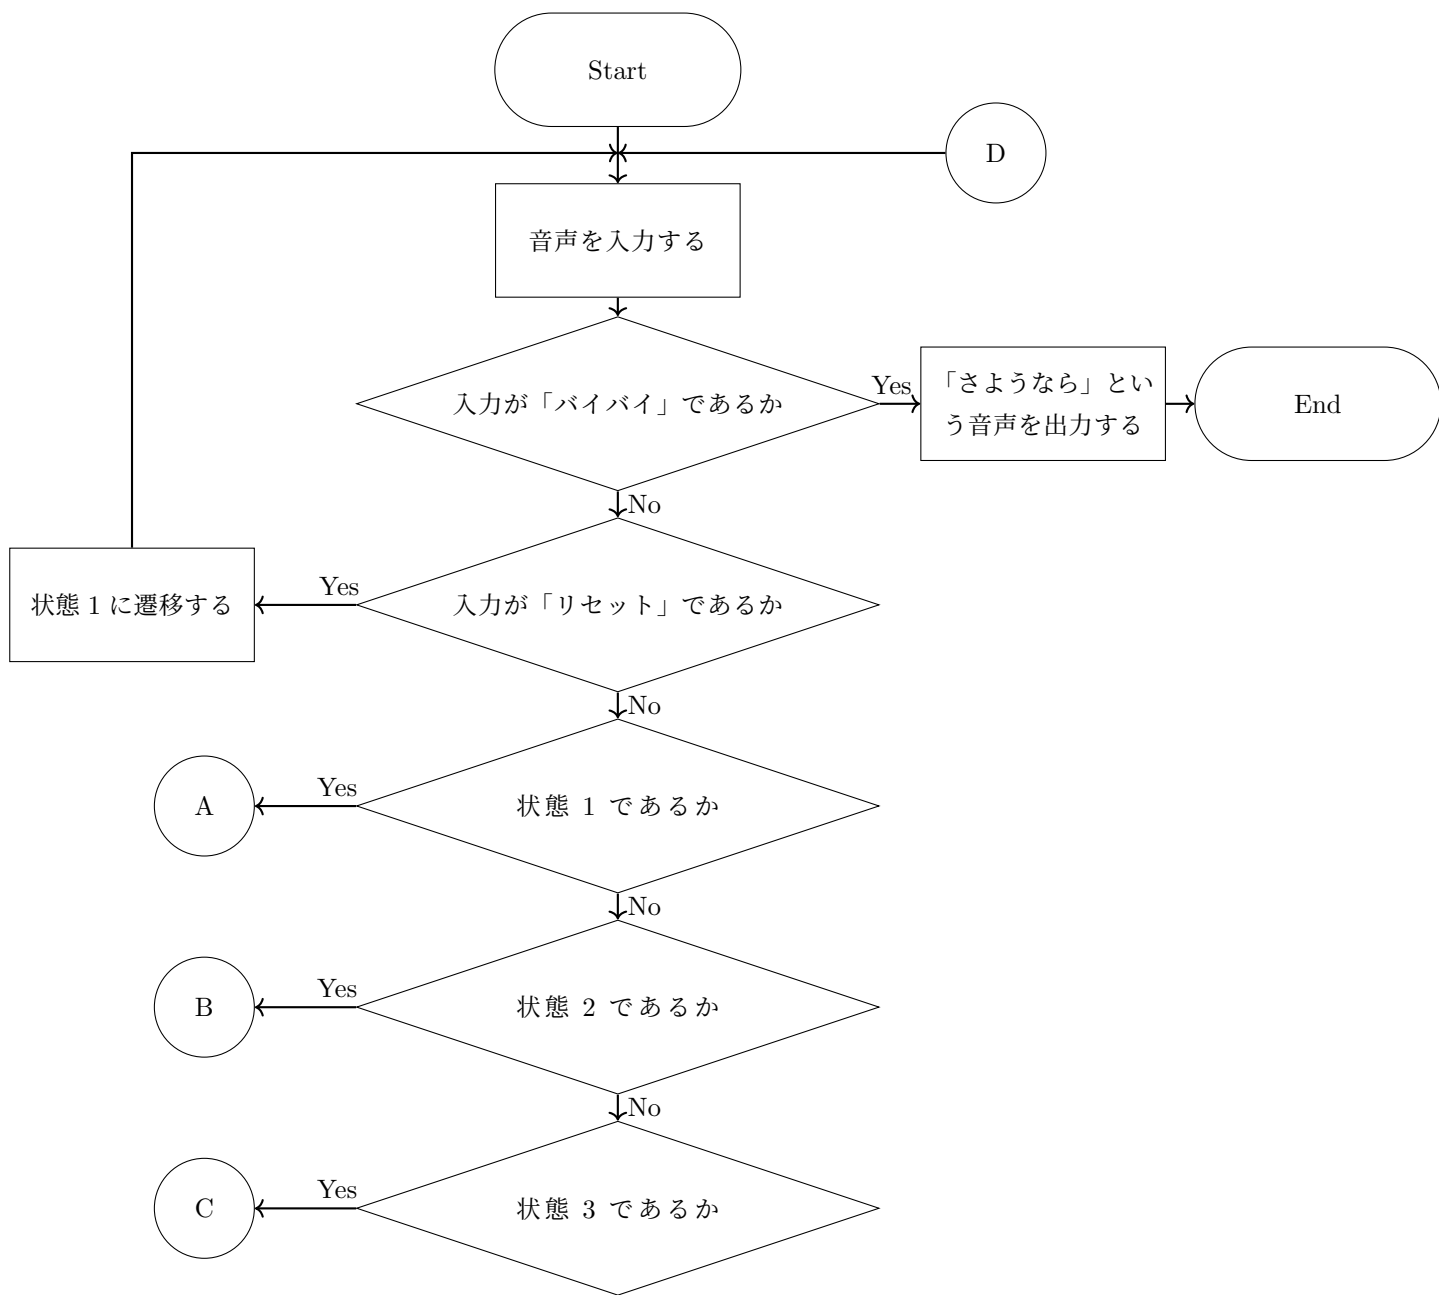 Start
D
音声を入力する
入力が「バイバイ」であるか
Yes
「さようなら」とい
う音声を出力する
End
No
入力が「リセット」であるか
Yes
状態 1 に遷移する
No
状態 1 であるか
Yes
A
No
状態 2 であるか
Yes
B
No
状態 3 であるか
Yes
C